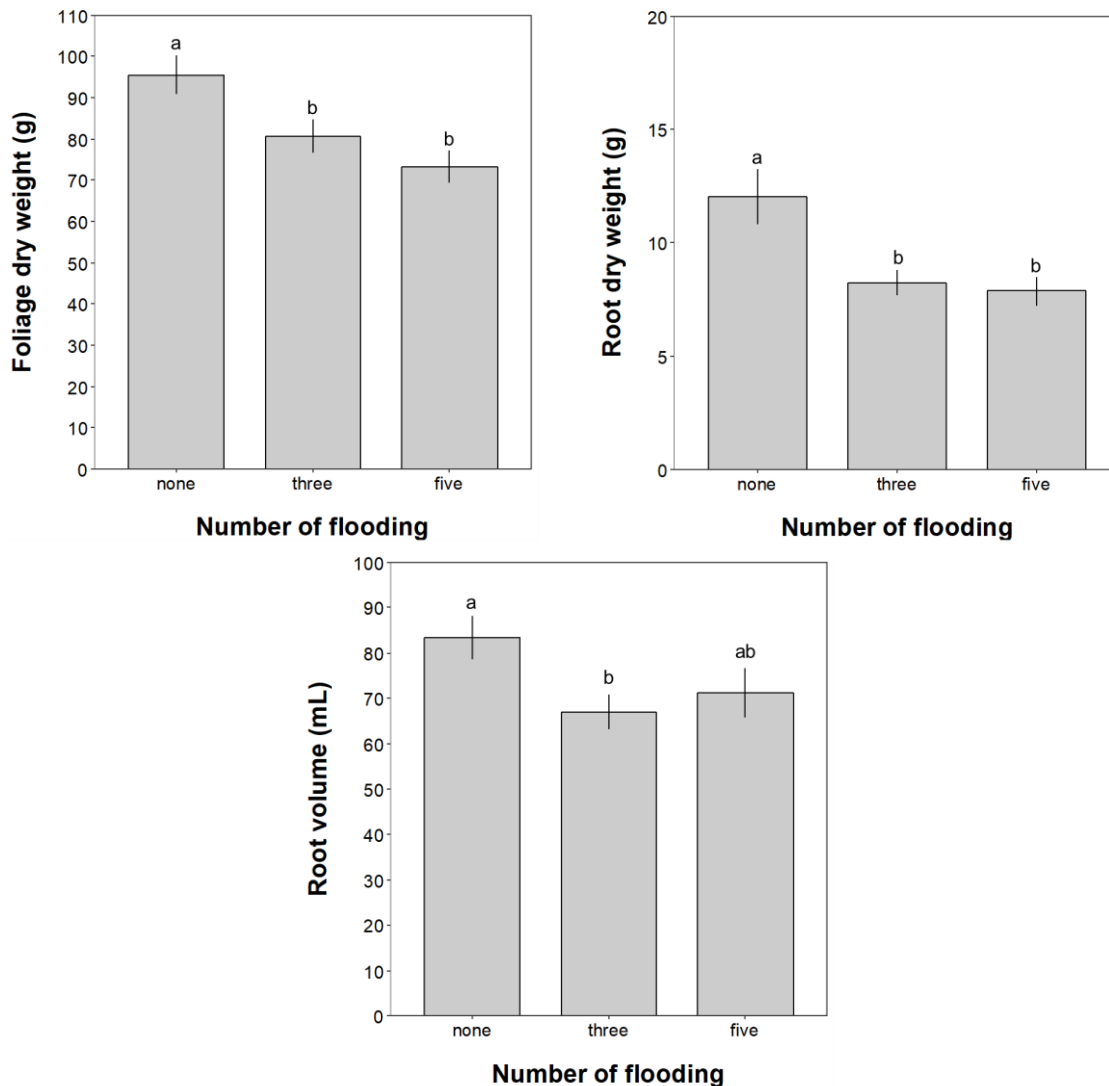 Foliage dry weight (g)
110
100
90
80
70
60
50
40
30
20
10
0
a
b
b
none three five
Number of flooding
Root dry weight (g)
20
15
10
5
0
a
b
b
none three five
Number of flooding
Root volume (mL)
100
90
80
70
60
50
40
30
20
10
0
a
b
ab
none three five
Number of flooding